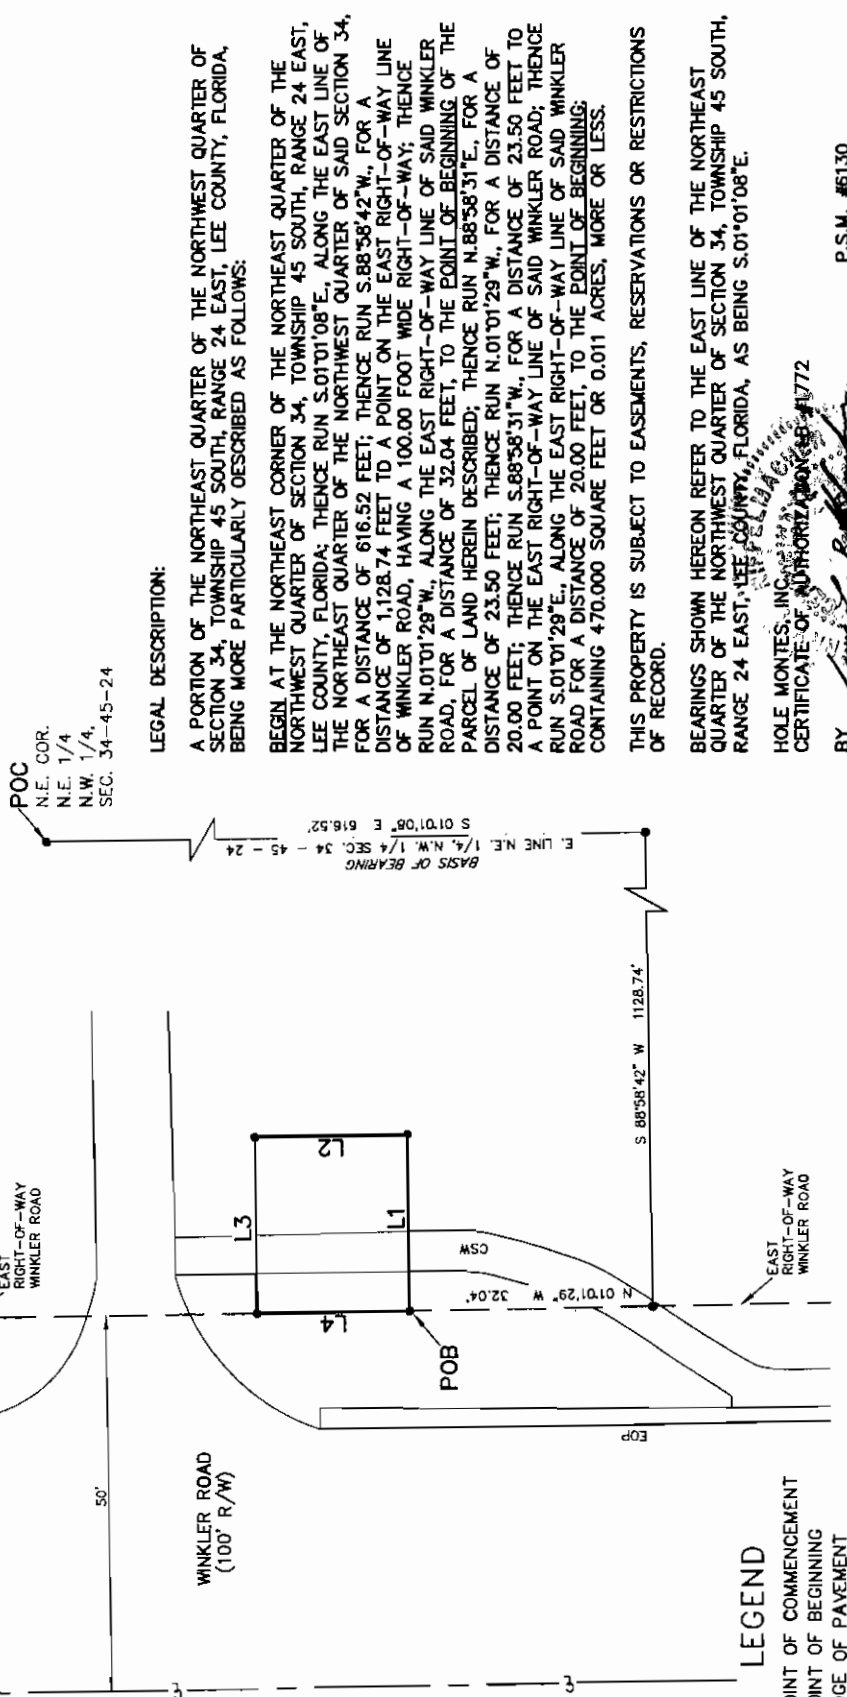 POC
N.E. COR.
N.E. 1/4
N.W. 1/4,
SEC. 34-45-24
LEGAL DESCRIPTION:
A PORTION OF THE NORTHEAST QUARTER OF THE NORTHWEST QUARTER OF
SECTION 34, TOWNSHIP 45 SOUTH, RANGE 24 EAST, LEE COUNTY, FLORIDA,
BEING MORE PARTICULARLY DESCRIBED AS FOLLOWS:
BEGIN AT THE NORTHEAST CORNER OF THE NORTHEAST QUARTER OF THE
NORTHWEST QUARTER OF SECTION 34, TOWNSHIP 45 SOUTH, RANGE 24 EAST,
LEE COUNTY, FLORIDA; THENCE RUN S.01°01'08"E., ALONG THE EAST LINE OF
THE NORTHEAST QUARTER OF THE NORTHWEST QUARTER OF SAID SECTION 34,
FOR A DISTANCE OF 616.52 FEET; THENCE RUN S.88°58'42"W., FOR A
DISTANCE OF 1,128.74 FEET TO A POINT ON THE EAST RIGHT-OF-WAY LINE
OF WINKLER ROAD, HAVING A 100.00 FOOT WIDE RIGHT-OF-WAY; THENCE
RUN N.01°01'29"W., ALONG THE EAST RIGHT-OF-WAY LINE OF SAID WINKLER
ROAD, FOR A DISTANCE OF 32.04 FEET, TO THE POINT OF BEGINNING OF THE
PARCEL OF LAND HEREIN DESCRIBED; THENCE RUN N.88°58'31"E., FOR A
DISTANCE OF 23.50 FEET; THENCE RUN N.01°01'29"W., FOR A DISTANCE OF
20.00 FEET; THENCE RUN S.88°58'31"W., FOR A DISTANCE OF 23.50 FEET TO
A POINT ON THE EAST RIGHT-OF-WAY LINE OF SAID WINKLER ROAD; THENCE
RUN S.01°01'29"E., ALONG THE EAST RIGHT-OF-WAY LINE OF SAID WINKLER
ROAD FOR A DISTANCE OF 20.00 FEET, TO THE POINT OF BEGINNING;
CONTAINING 470.000 SQUARE FEET OR 0.011 ACRES, MORE OR LESS.
THIS PROPERTY IS SUBJECT TO EASEMENTS, RESERVATIONS OR RESTRICTIONS
OF RECORD.
BEARINGS SHOWN HEREON REFER TO THE EAST LINE OF THE NORTHEAST
QUARTER OF THE NORTHWEST QUARTER OF SECTION 34, TOWNSHIP 45 SOUTH,
RANGE 24 EAST, LEE COUNTY, FLORIDA, AS BEING S.01°01'08"E.
HOLE MONTES, INC.
CERTIFICATE OF AUTHORIZATION LB #1772
BY P.S.M. #6130
BASIS OF BEARING
E. LINE N.E. 1/4, N.W. 1/4 SEC. 34 - 45 - 24
S 01°01'08" E 616.52'
S 88°58'42" W 1128.74'
EAST
RIGHT-OF-WAY
WINKLER ROAD
L2
L3
L1
L4
CSW
N 01°01'29" W 32.04'
POB
EAST
RIGHT-OF-WAY
WINKLER ROAD
EOP
50'
WINKLER ROAD
(100' R/W)
LEGEND
POINT OF COMMENCEMENT
POINT OF BEGINNING
EDGE OF PAVEMENT